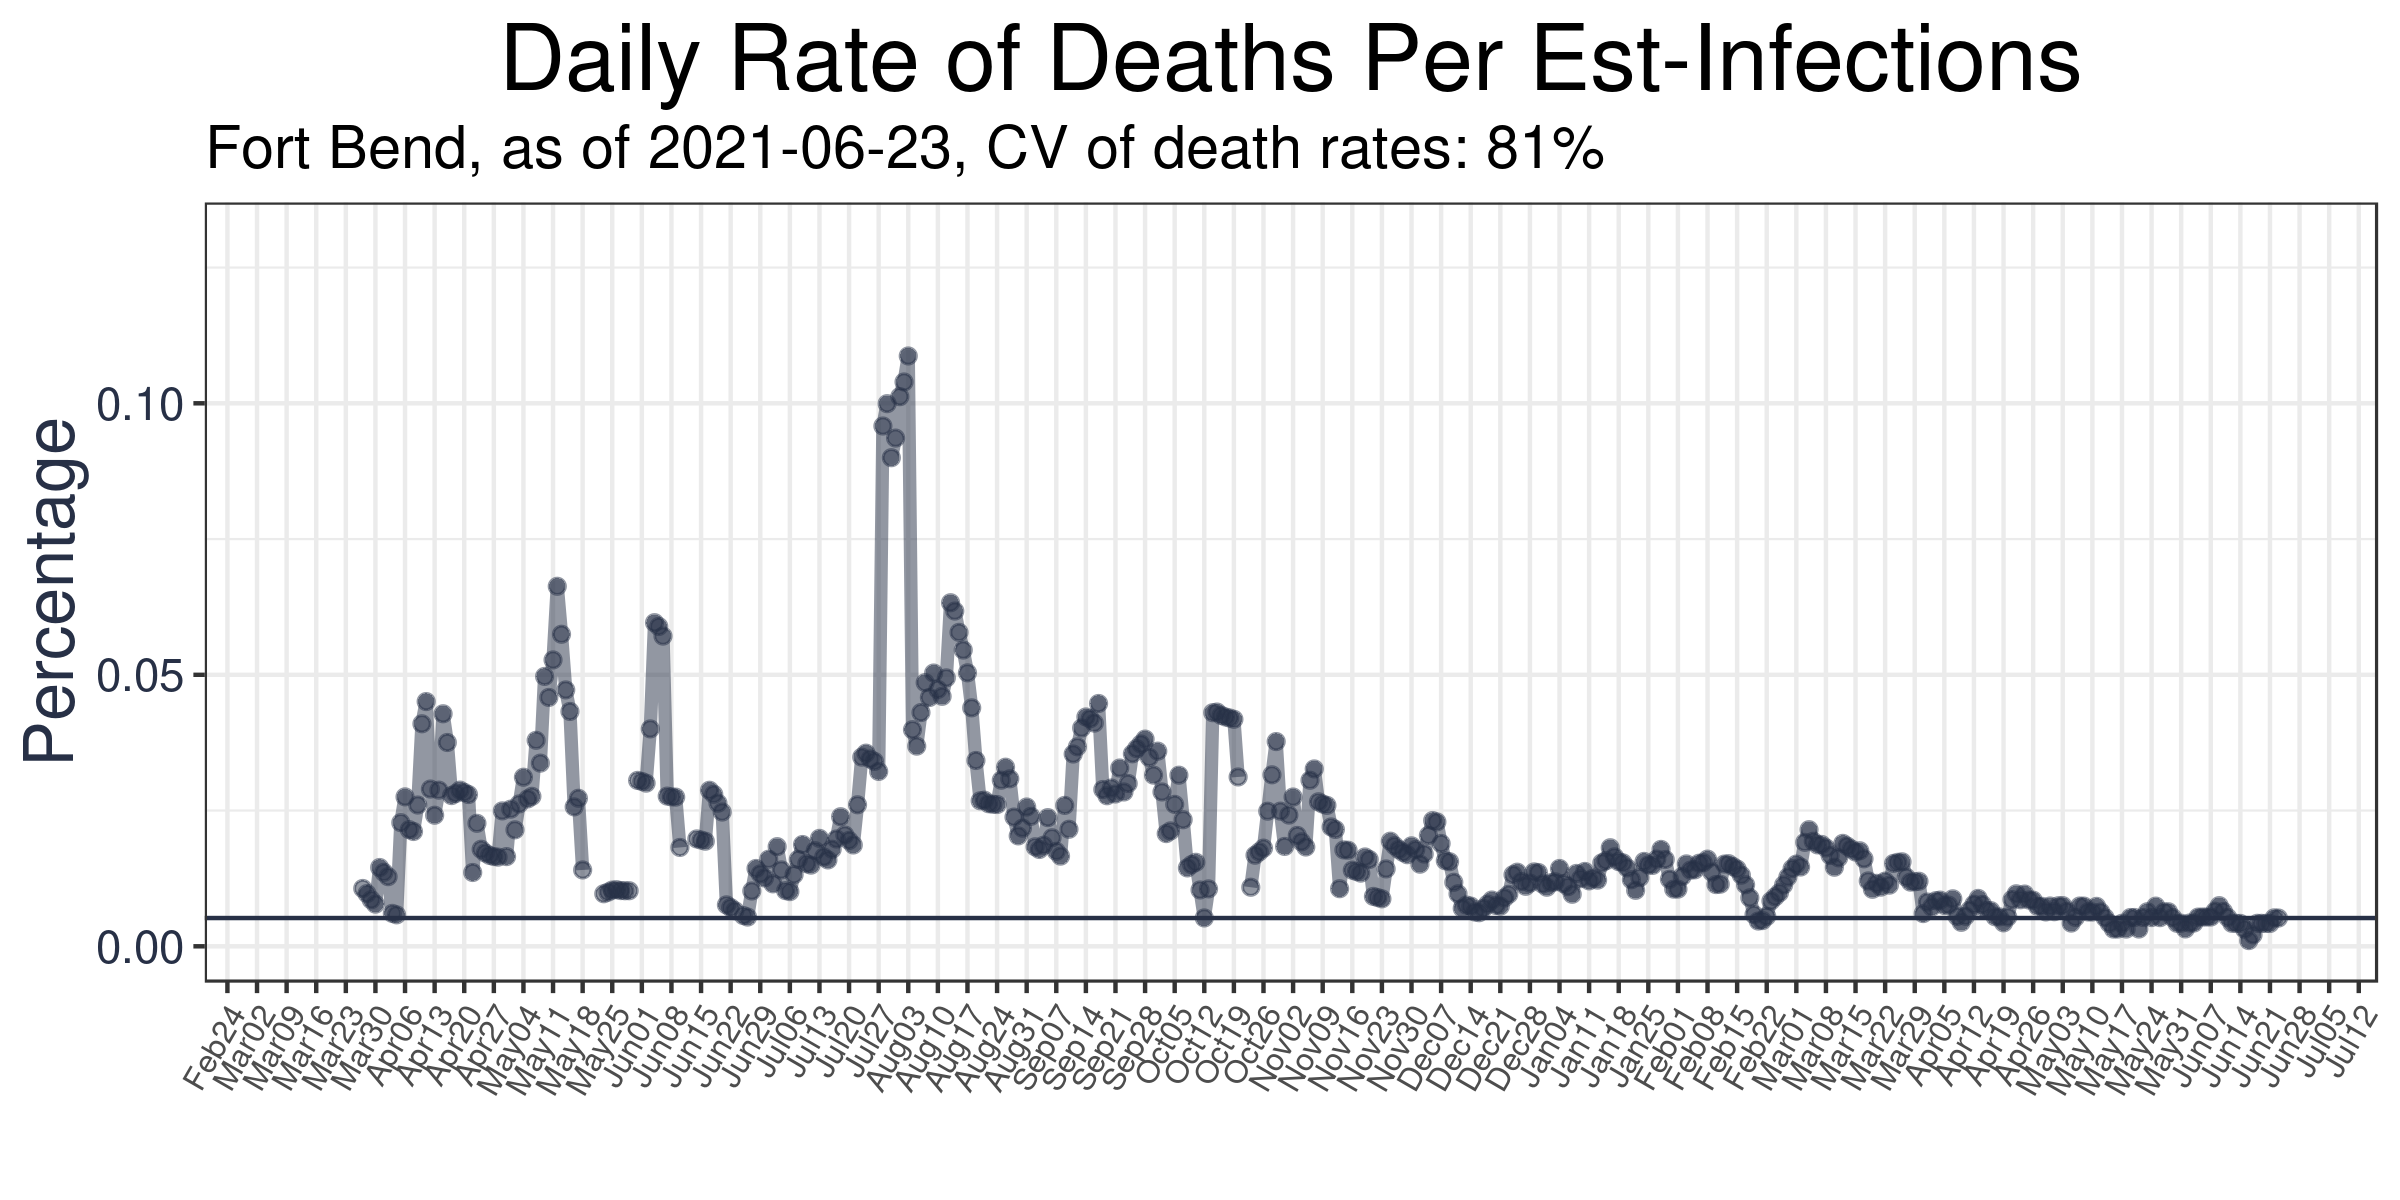 Daily Rate of Deaths Per Est-Infections
Fort Bend, as of 2021-06-23, CV of death rates: 81%
Percentage
0.10
0.05
0.00
Feb24
Mar02
Mar09
Mar16
Mar23
Mar30
Apr06
Apr13
Apr20
Apr27
May04
May11
May18
May25
Jun01
Jun08
Jun15
Jun22
Jun29
Jul06
Jul13
Jul20
Jul27
Aug03
Aug10
Aug17
Aug24
Aug31
Sep07
Sep14
Sep21
Sep28
Oct05
Oct12
Oct19
Oct26
Nov02
Nov09
Nov16
Nov23
Nov30
Dec07
Dec14
Dec21
Dec28
Jan04
Jan11
Jan18
Jan25
Feb01
Feb08
Feb15
Feb22
Mar01
Mar08
Mar15
Mar22
Mar29
Apr05
Apr12
Apr19
Apr26
May03
May10
May17
May24
May31
Jun07
Jun14
Jun21
Jun28
Jul05
Jul12